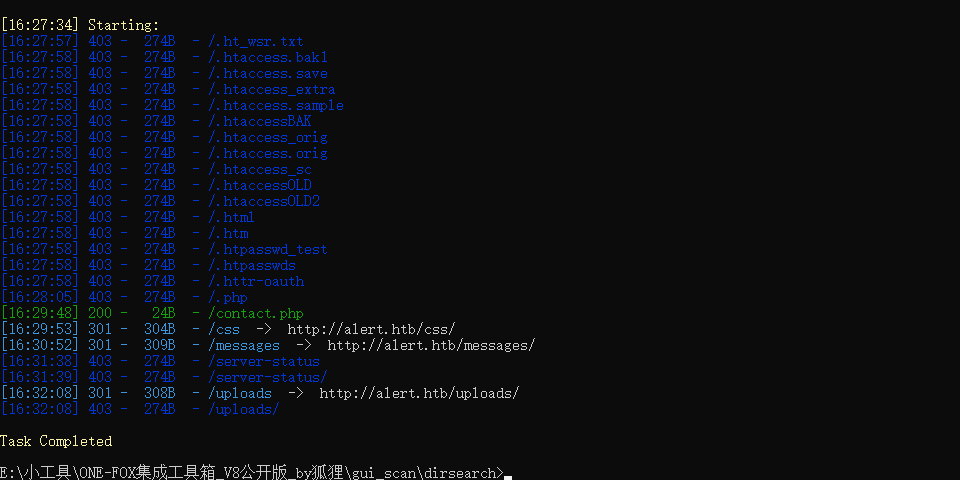 [16:27:34] Starting:
[16:27:57] 403 -  274B  - /.ht_wsr.txt
[16:27:58] 403 -  274B  - /.htaccess.bak1
[16:27:58] 403 -  274B  - /.htaccess.save
[16:27:58] 403 -  274B  - /.htaccess_extra
[16:27:58] 403 -  274B  - /.htaccess.sample
[16:27:58] 403 -  274B  - /.htaccessBAK
[16:27:58] 403 -  274B  - /.htaccess_orig
[16:27:58] 403 -  274B  - /.htaccess.orig
[16:27:58] 403 -  274B  - /.htaccess_sc
[16:27:58] 403 -  274B  - /.htaccessOLD
[16:27:58] 403 -  274B  - /.htaccessOLD2
[16:27:58] 403 -  274B  - /.html
[16:27:58] 403 -  274B  - /.htm
[16:27:58] 403 -  274B  - /.htpasswd_test
[16:27:58] 403 -  274B  - /.htpasswds
[16:27:58] 403 -  274B  - /.httr-oauth
[16:28:05] 403 -  274B  - /.php
[16:29:48] 200 -   24B  - /contact.php
[16:29:53] 301 -  304B  - /css  ->  http://alert.htb/css/
[16:30:52] 301 -  309B  - /messages  ->  http://alert.htb/messages/
[16:31:38] 403 -  274B  - /server-status
[16:31:39] 403 -  274B  - /server-status/
[16:32:08] 301 -  308B  - /uploads  ->  http://alert.htb/uploads/
[16:32:08] 403 -  274B  - /uploads/
Task Completed
E:\小工具\ONE-FOX集成工具箱_V8公开版_by狐狸\gui_scan\dirsearch>